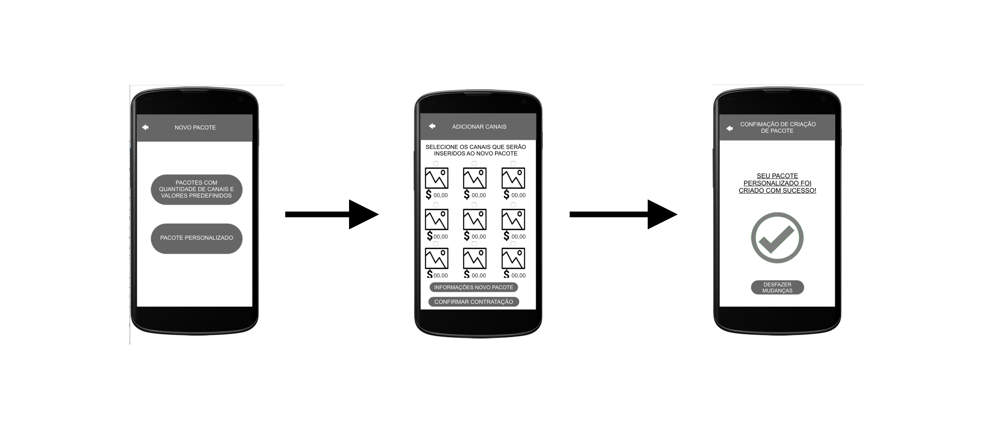 NOVO PACOTE
PACOTES COM
QUANTIDADE DE CANAIS E
VALORES PREDEFINIDOS
PACOTE PERSONALIZADO
ADICIONAR CANAIS
SELECIONE OS CANAIS QUE SERÃO
INSERIDOS AO NOVO PACOTE
$ 00,00 $ 00,00 $ 00,00
$ 00,00 $ 00,00 $ 00,00
$ 00,00 $ 00,00 $ 00,00
INFORMAÇÕES NOVO PACOTE
CONFIRMAR CONTRATAÇÃO
CONFIMAÇÃO DE CRIAÇÃO
DE PACOTE
SEU PACOTE
PERSONALIZADO FOI
CRIADO COM SUCESSO!
DESFAZER
MUDANÇAS